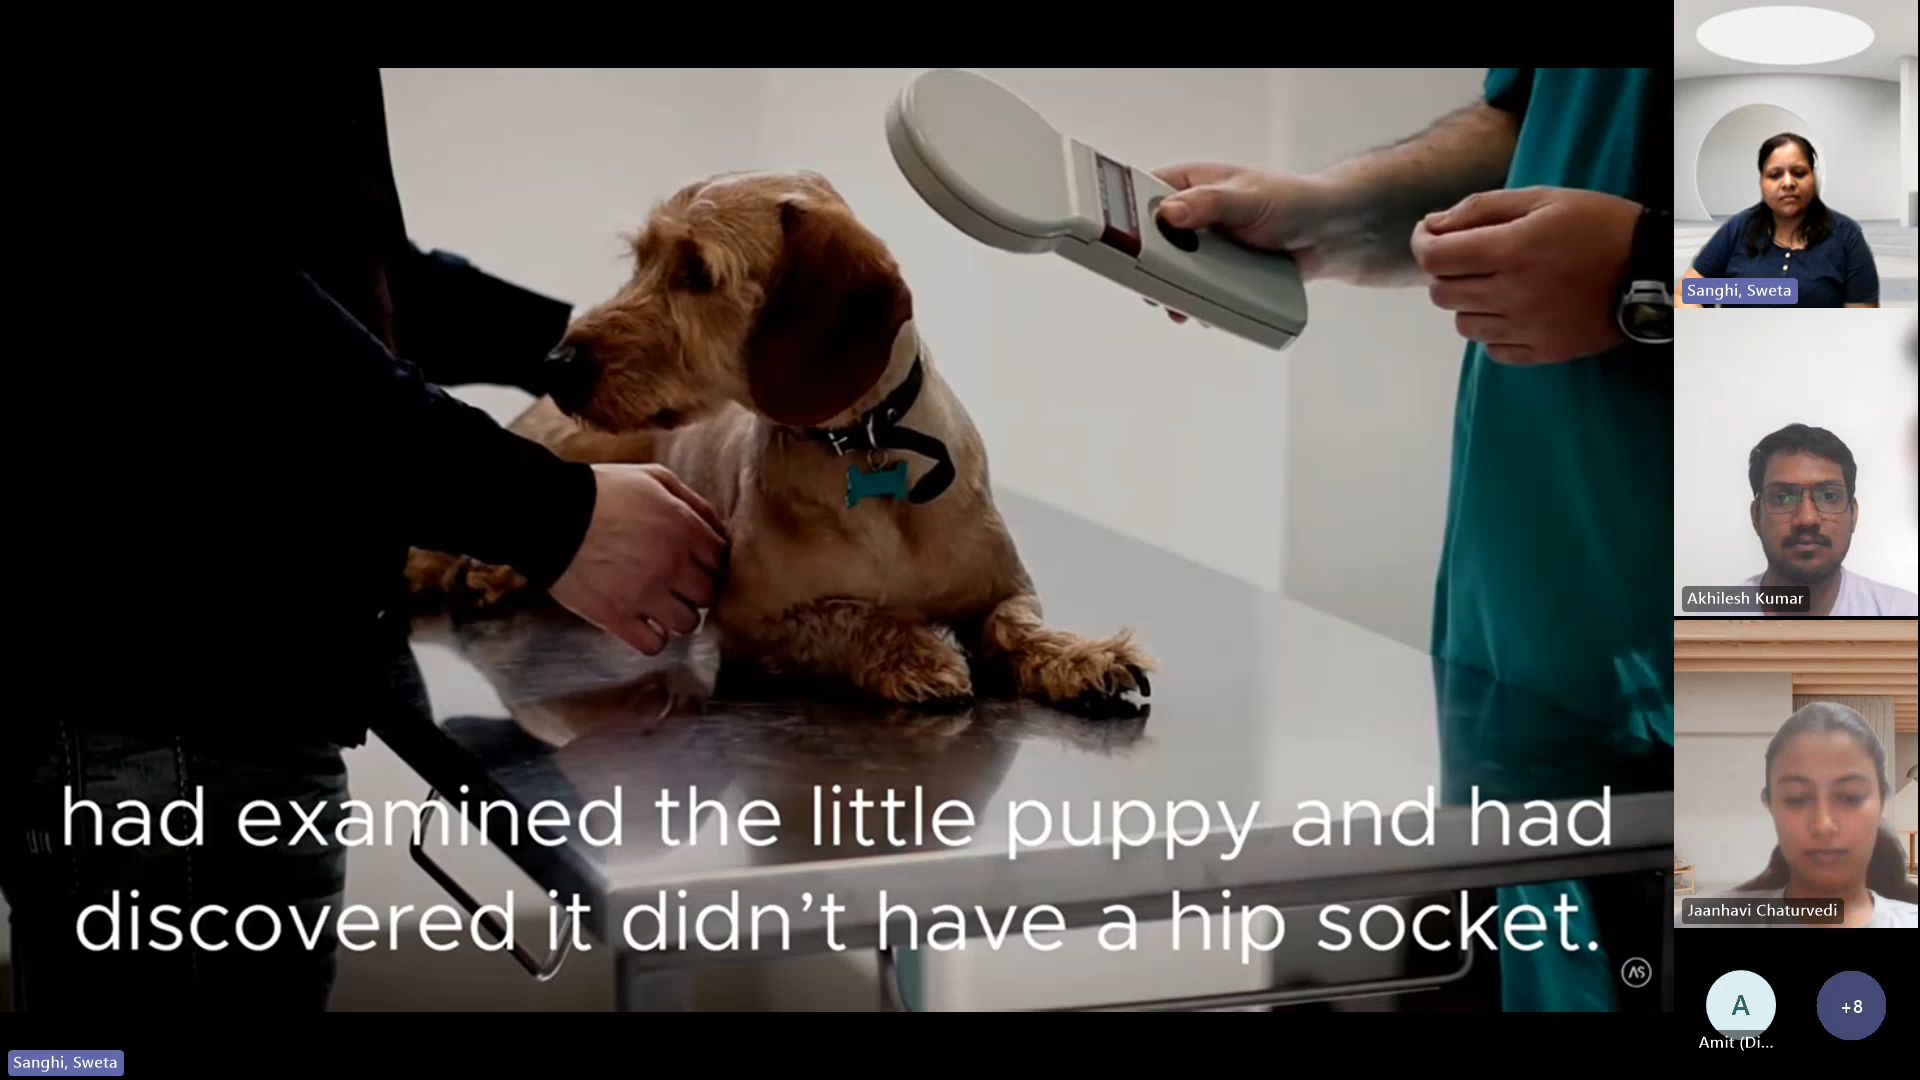 had examined the little puppy and had
discovered it didn’t have a hip socket.
AS
Sanghi, Sweta
Sanghi, Sweta
Akhilesh Kumar
Jaanhavi Chaturvedi
A
+8
Amit (Di...